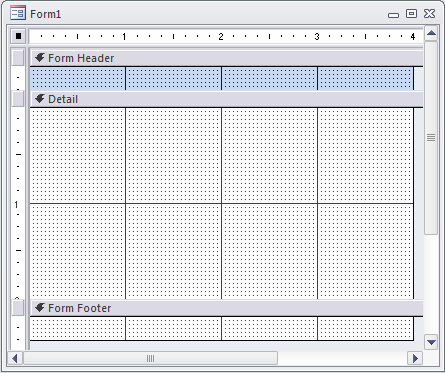 Form1
1 2 3 4
Form Header
Detail
1
Form Footer